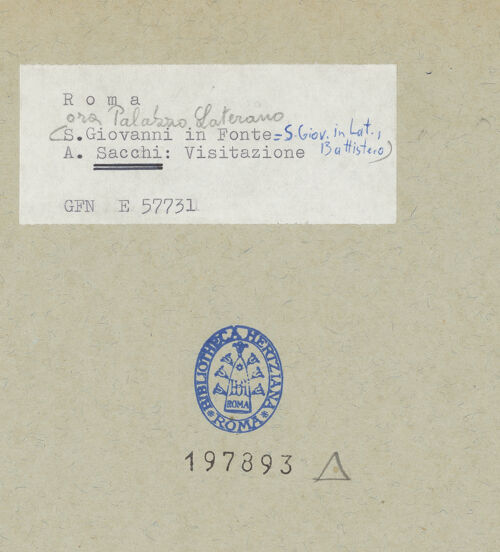 Roma
ora Palazzo Laterano
(S.Giovanni in Fonte=S.Giov. in Lat.,
A. Sacchi: Visitazione Battistero)
GFN E 57731
BIBLIOTHECA HERTZIANA
ROMA
* ROMA *
197893